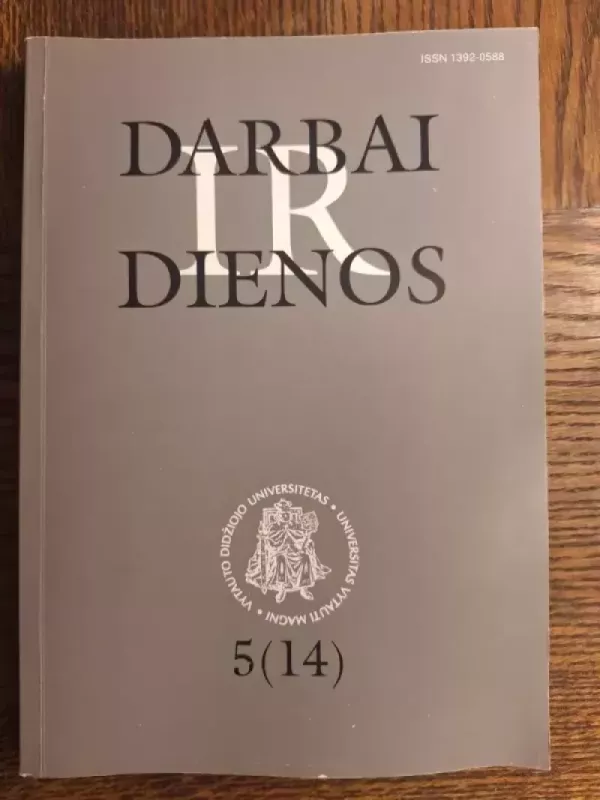 ISSN 1392-0588
DARBAI
IR
DIENOS
VYTAUTO DIDŽIOJO UNIVERSITETAS • UNIVERSITAS VYTAUTI MAGNI •
5(14)